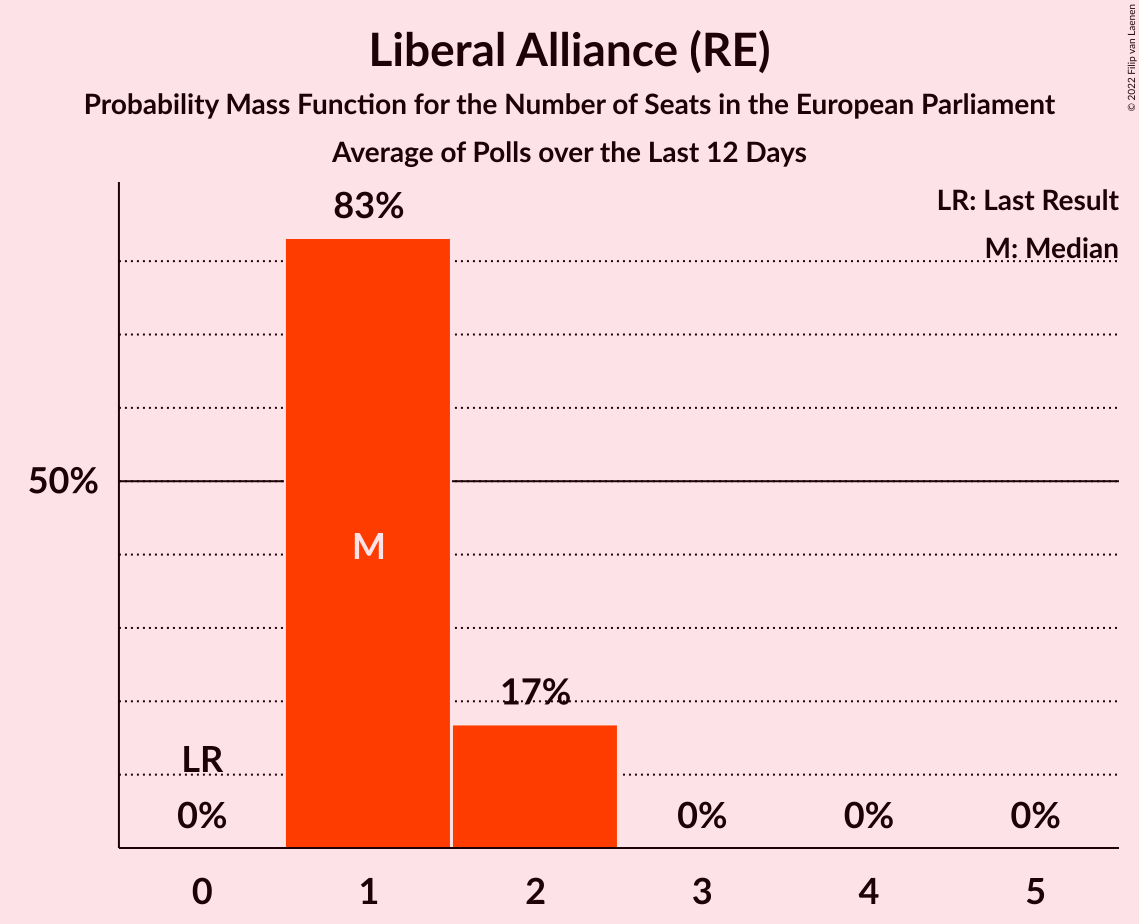 Liberal Alliance (RE)
Probability Mass Function for the Number of Seats in the European Parliament
Average of Polls over the Last 12 Days
© 2022 Filip van Laenen
LR: Last Result
M: Median
83%
50%
M
17%
LR
0%
0%
0%
0%
0
1
2
3
4
5